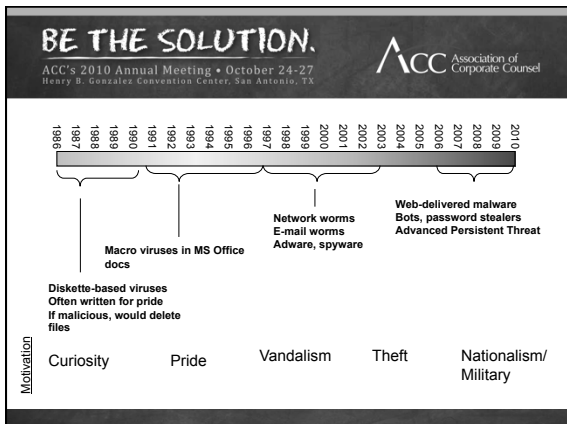 BE THE SOLUTION.
ACC's 2010 Annual Meeting • October 24-27
Henry B. Gonzalez Convention Center, San Antonio, TX
ACC Association of
Corporate Counsel
1986 1987 1988 1989 1990 1991 1992 1993 1994 1995 1996 1997 1998 1999 2000 2001 2002 2003 2004 2005 2006 2007 2008 2009 2010
Web-delivered malware
Bots, password stealers
Advanced Persistent Threat
Network worms
E-mail worms
Adware, spyware
Macro viruses in MS Office
docs
Diskette-based viruses
Often written for pride
If malicious, would delete
files
Motivation
Curiosity
Pride
Vandalism
Theft
Nationalism/
Military